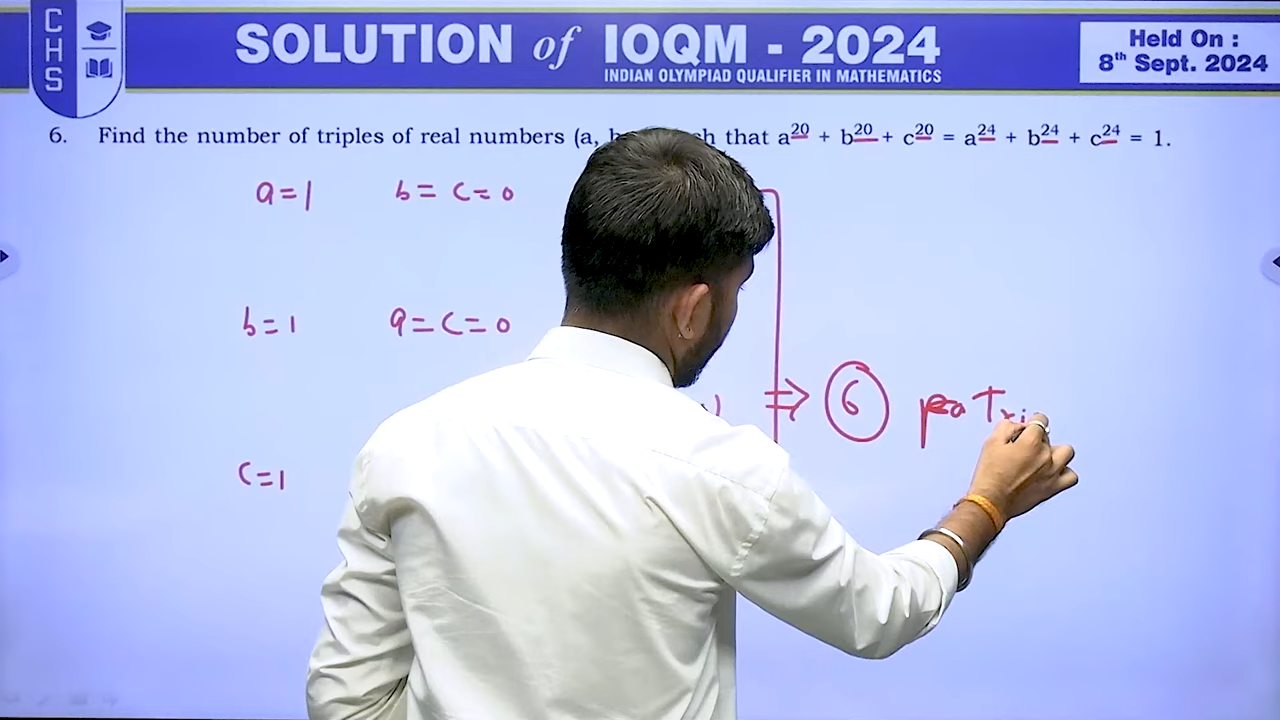 CHS
SOLUTION of IOQM - 2024
INDIAN OLYMPIAD QUALIFIER IN MATHEMATICS
Held On :
8th Sept. 2024
6. Find the number of triples of real numbers (a, h that a²⁰ + b²⁰ + c²⁰ = a²⁴ + b²⁴ + c²⁴ = 1.
a=1 b= c=0
b=1 a=c=0
⇒ 6
c=1